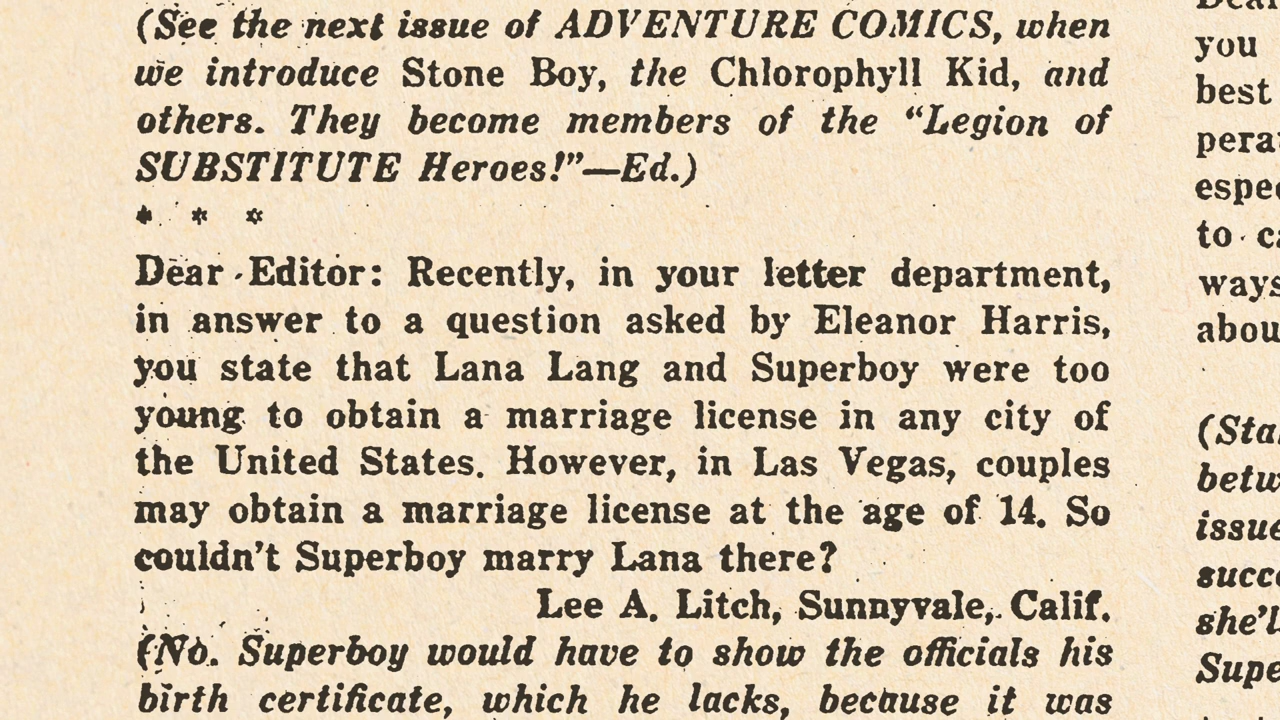 (See the next issue of ADVENTURE COMICS, when
we introduce Stone Boy, the Chlorophyll Kid, and
others. They become members of the “Legion of
SUBSTITUTE Heroes!”—Ed.)
* * *
Dear Editor: Recently, in your letter department,
in answer to a question asked by Eleanor Harris,
you state that Lana Lang and Superboy were too
young to obtain a marriage license in any city of
the United States. However, in Las Vegas, couples
may obtain a marriage license at the age of 14. So
couldn't Superboy marry Lana there?
Lee A. Litch, Sunnyvale, Calif.
(No. Superboy would have to show the officials his
birth certificate, which he lacks, because it was
you
best
to
ways